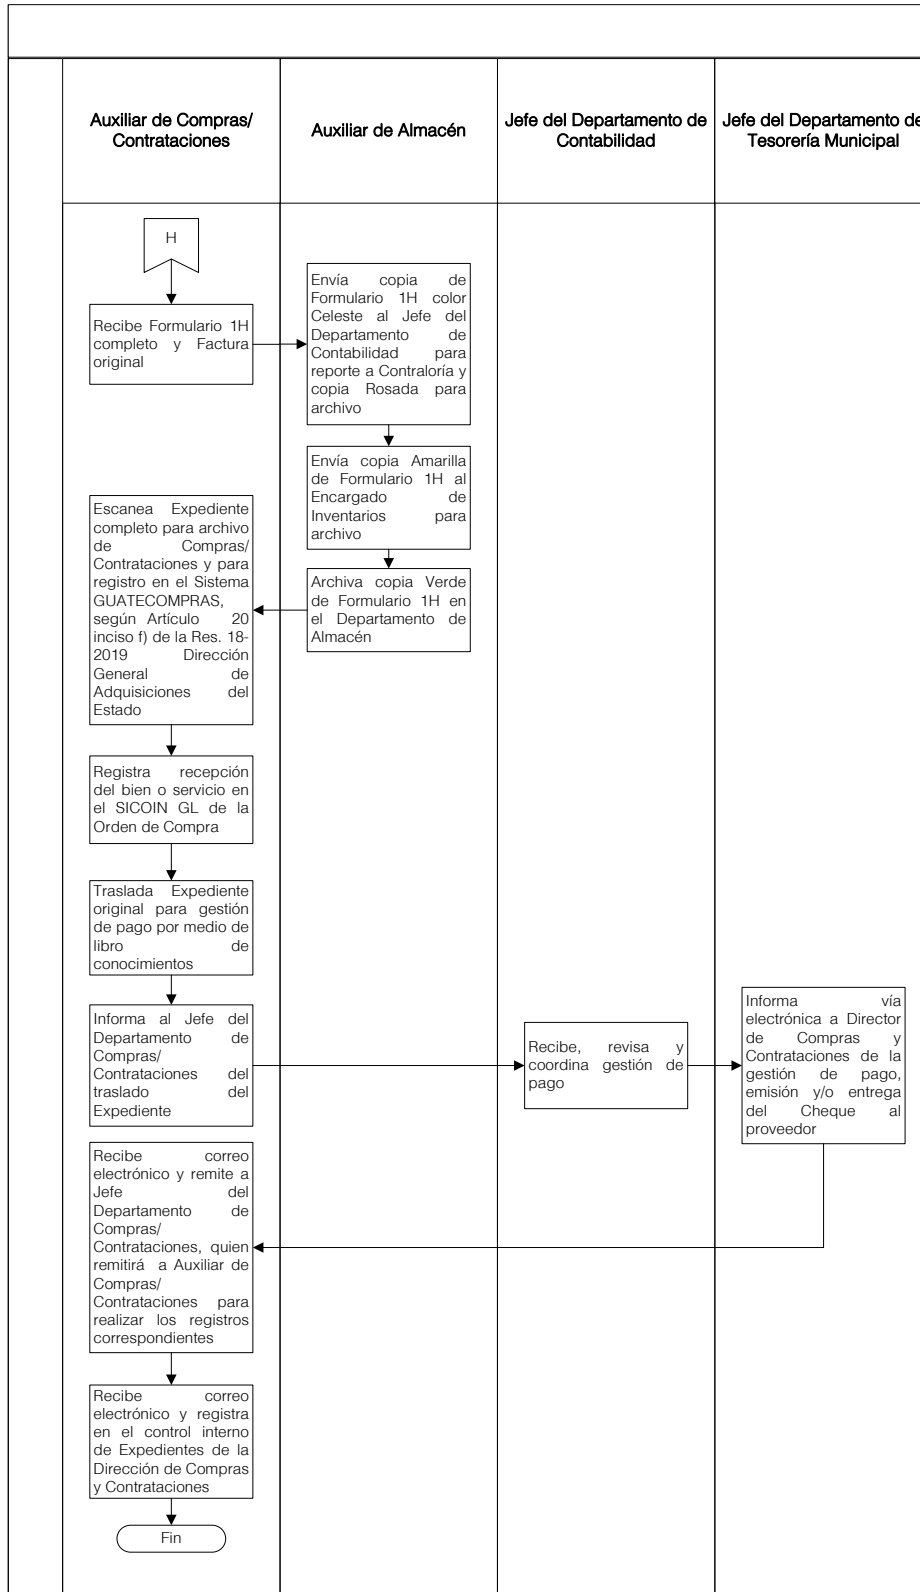 Auxiliar de Compras/
Contrataciones
Auxiliar de Almacén
Jefe del Departamento de
Contabilidad
Jefe del Departamento de
Tesorería Municipal
H
Recibe Formulario 1H
completo y Factura
original
Envía copia de
Formulario 1H color
Celeste al Jefe del
Departamento de
Contabilidad para
reporte a Contraloría y
copia Rosada para
archivo
Envía copia Amarilla
de Formulario 1H al
Encargado de
Inventarios para
archivo
Archiva copia Verde
de Formulario 1H en
el Departamento de
Almacén
Escanea Expediente
completo para archivo
de Compras/
Contrataciones y para
registro en el Sistema
GUATECOMPRAS,
según Artículo 20
inciso f) de la Res. 18-
2019 Dirección
General de
Adquisiciones del
Estado
Registra recepción
del bien o servicio en
el SICOIN GL de la
Orden de Compra
Traslada Expediente
original para gestión
de pago por medio de
libro de
conocimientos
Informa al Jefe del
Departamento de
Compras/
Contrataciones del
traslado del
Expediente
Recibe, revisa y
coordina gestión de
pago
Informa vía
electrónica a Director
de Compras y
Contrataciones de la
gestión de pago,
emisión y/o entrega
del Cheque al
proveedor
Recibe correo
electrónico y remite a
Jefe del
Departamento de
Compras/
Contrataciones, quien
remitirá a Auxiliar de
Compras/
Contrataciones para
realizar los registros
correspondientes
Recibe correo
electrónico y registra
en el control interno
de Expedientes de la
Dirección de Compras
y Contrataciones
Fin